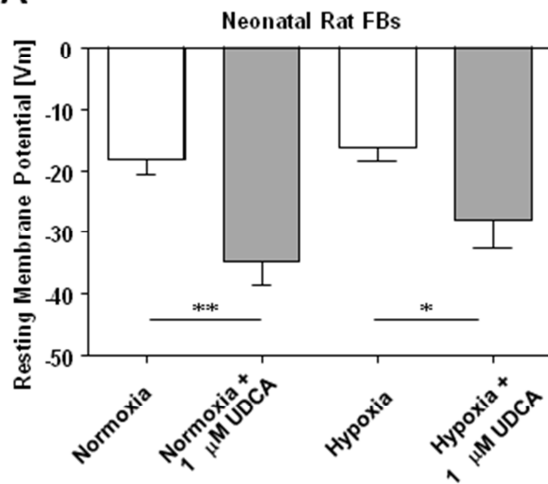 A
Neonatal Rat FBs
Resting Membrane Potential [Vm]
0
-10
-20
-30
-40
-50
**
*
Normoxia
Normoxia +
1 μM UDCA
Hypoxia
Hypoxia +
1 μM UDCA